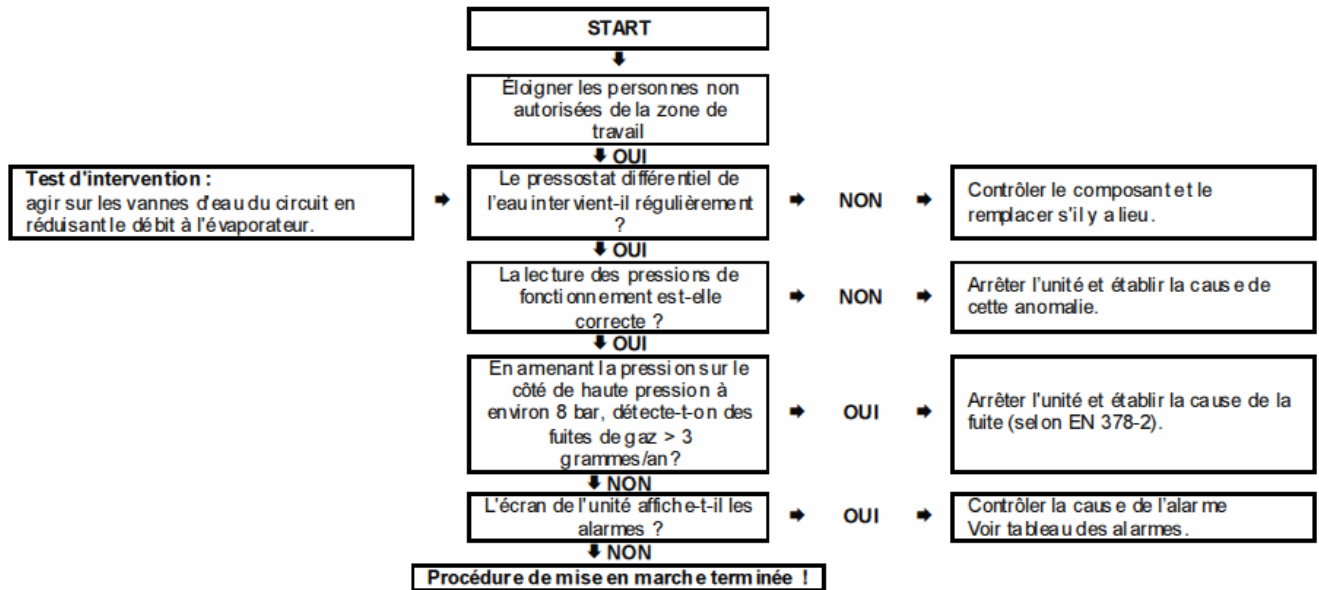 START
Éloigner les personnes non
autorisées de la zone de
travail
OUI
Test d'intervention :
agir sur les vannes d'eau du circuit en
réduisant le débit à l'évaporateur.
Le pressostat différentiel de
l'eau intervient-il régulièrement
?
NON
Contrôler le composant et le
remplacer s'il y a lieu.
OUI
La lecture des pressions de
fonctionnement est-elle
correcte ?
NON
Arrêter l'unité et établir la cause de
cette anomalie.
OUI
En amenant la pression sur le
côté de haute pression à
environ 8 bar, détecte-t-on des
fuites de gaz > 3
grammes/an?
OUI
Arrêter l'unité et établir la cause de la
fuite (selon EN 378-2).
NON
L'écran de l'unité affiche-t-il les
alarmes ?
OUI
Contrôler la cause de l'alarme
Voir tableau des alarmes.
NON
Procédure de mise en marche terminée !